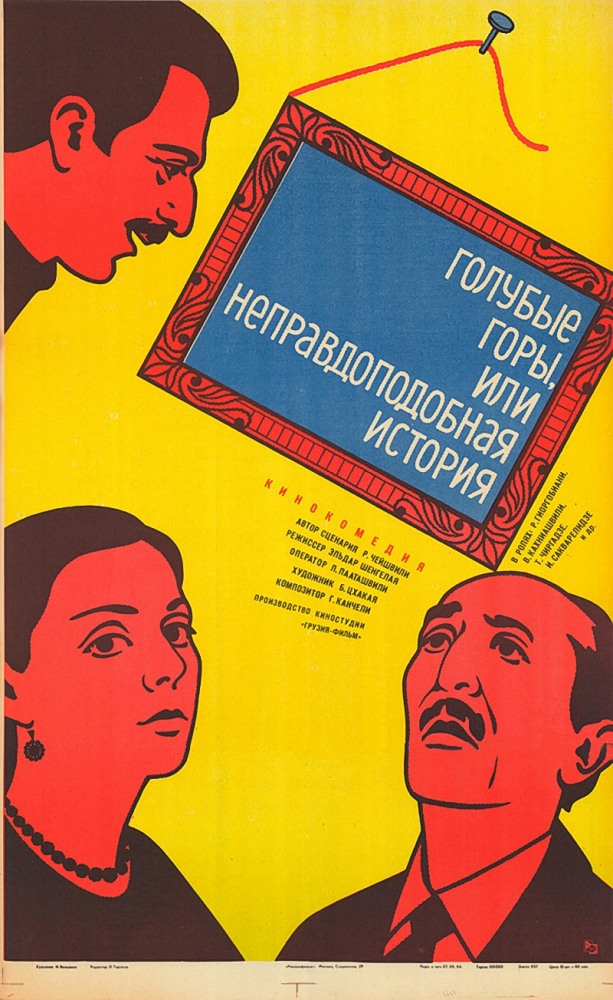 ГОЛУБЫЕ
ГОРЫ,
ИЛИ
НЕПРАВДОПОДОБНАЯ
ИСТОРИЯ
КИНОКОМЕДИЯ
АВТОР СЦЕНАРИЯ Р. ЧЕЙШВИЛИ
РЕЖИССЕР ЭЛЬДАР ШЕНГЕЛАЯ
ОПЕРАТОР Л. ПААТАШВИЛИ
ХУДОЖНИК Б. ЦХАКАЯ
КОМПОЗИТОР Г. КАНЧЕЛИ
ПРОИЗВОДСТВО КИНОСТУДИИ
«ГРУЗИЯ-ФИЛЬМ»
В РОЛЯХ: Р. ГИОРГОБИАНИ,
В. КАХНИАШВИЛИ,
Т. ЧИРГАДЗЕ,
И. САКВАРЕЛИДЗЕ
И ДР.